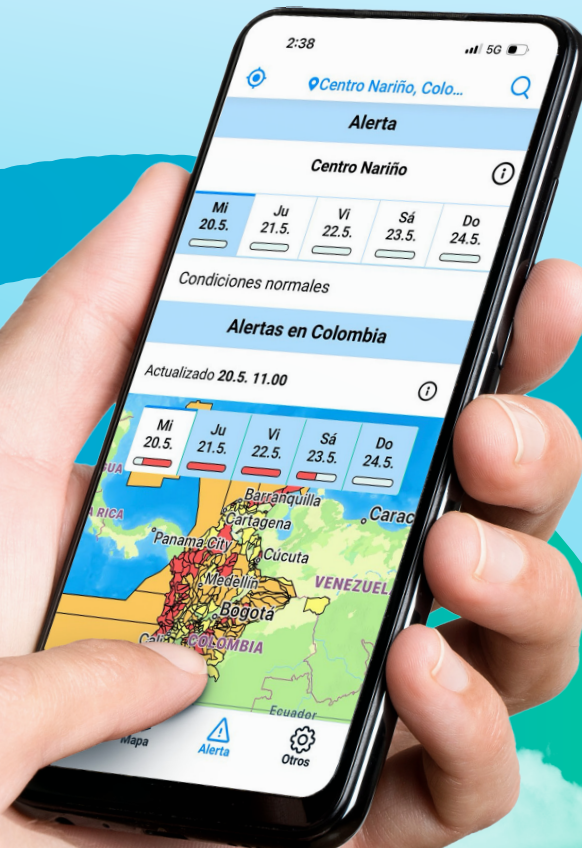 2:38
5G
Centro Nariño, Colo...
Alerta
Centro Nariño
Mi
20.5.
Ju
21.5.
Vi
22.5.
Sá
23.5.
Do
24.5.
Condiciones normales
Alertas en Colombia
Actualizado 20.5. 11.00
Mi
20.5.
Ju
21.5.
Vi
22.5.
Sá
23.5.
Do
24.5.
UA
A RICA
Barranquilla
Cartagena
Carac
Panama City
Cúcuta
Medellín
VENEZUEL
Bogotá
Cali
COLOMBIA
Ecuador
Mapa
Alerta
Otros